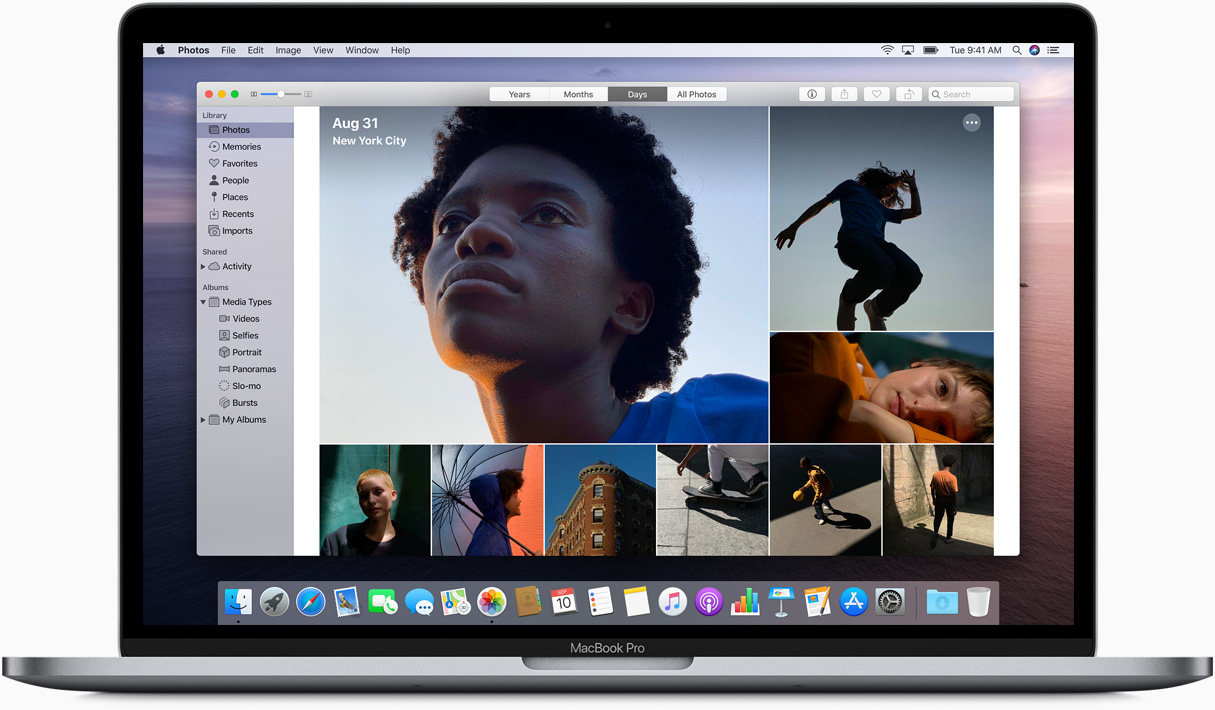 Photos File Edit Image View Window Help Tue 9:41 AM
Years Months Days All Photos Search
Library
Photos
Memories
Favorites
People
Places
Recents
Imports
Shared
Activity
Albums
Media Types
Videos
Selfies
Portrait
Panoramas
Slo-mo
Bursts
My Albums
Aug 31
New York City
SEP
10
MacBook Pro